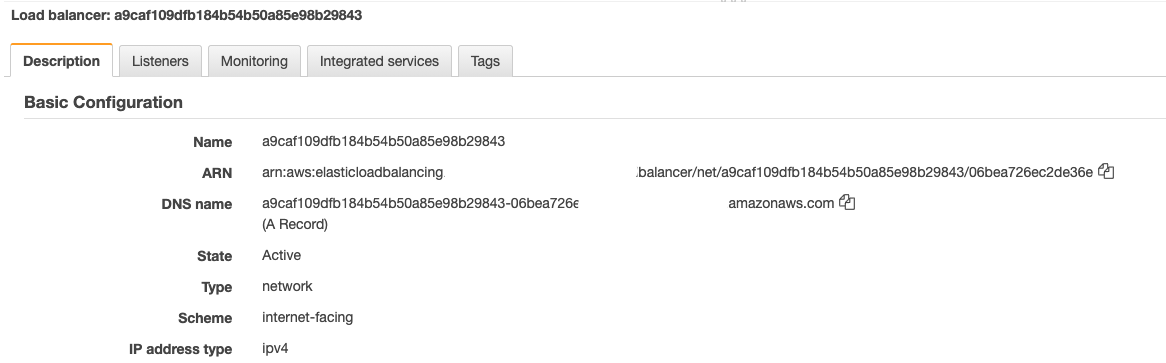 Load balancer: a9caf109dfb184b54b50a85e98b29843
Description Listeners Monitoring Integrated services Tags
Basic Configuration
Name a9caf109dfb184b54b50a85e98b29843
ARN arn:aws:elasticloadbalancing balancer/net/a9caf109dfb184b54b50a85e98b29843/06bea726ec2de36e
DNS name a9caf109dfb184b54b50a85e98b29843-06bea726e amazonaws.com
(A Record)
State Active
Type network
Scheme internet-facing
IP address type ipv4